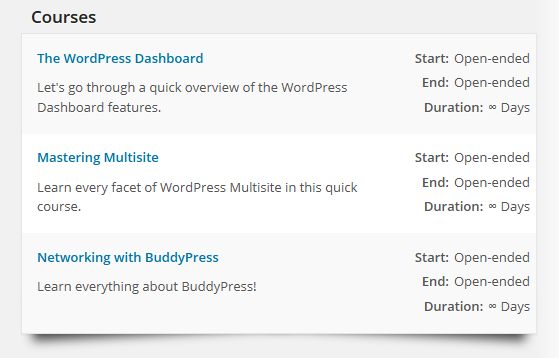 Courses
The WordPress Dashboard
Start: Open-ended
Let's go through a quick overview of the WordPress
End: Open-ended
Dashboard features.
Duration: ∞ Days
Mastering Multisite
Start: Open-ended
Learn every facet of WordPress Multisite in this quick
End: Open-ended
course.
Duration: ∞ Days
Networking with BuddyPress
Start: Open-ended
Learn everything about BuddyPress!
End: Open-ended
Duration: ∞ Days